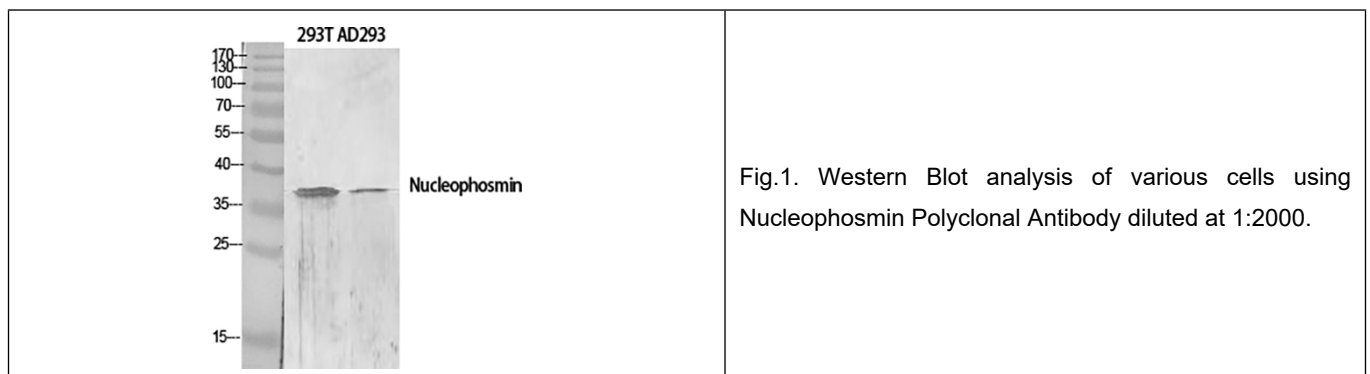 293T AD293
170-
130-
100-
70-
55-
40-
Nucleophosmin
35-
25-
15-
Fig.1. Western Blot analysis of various cells using
Nucleophosmin Polyclonal Antibody diluted at 1:2000.